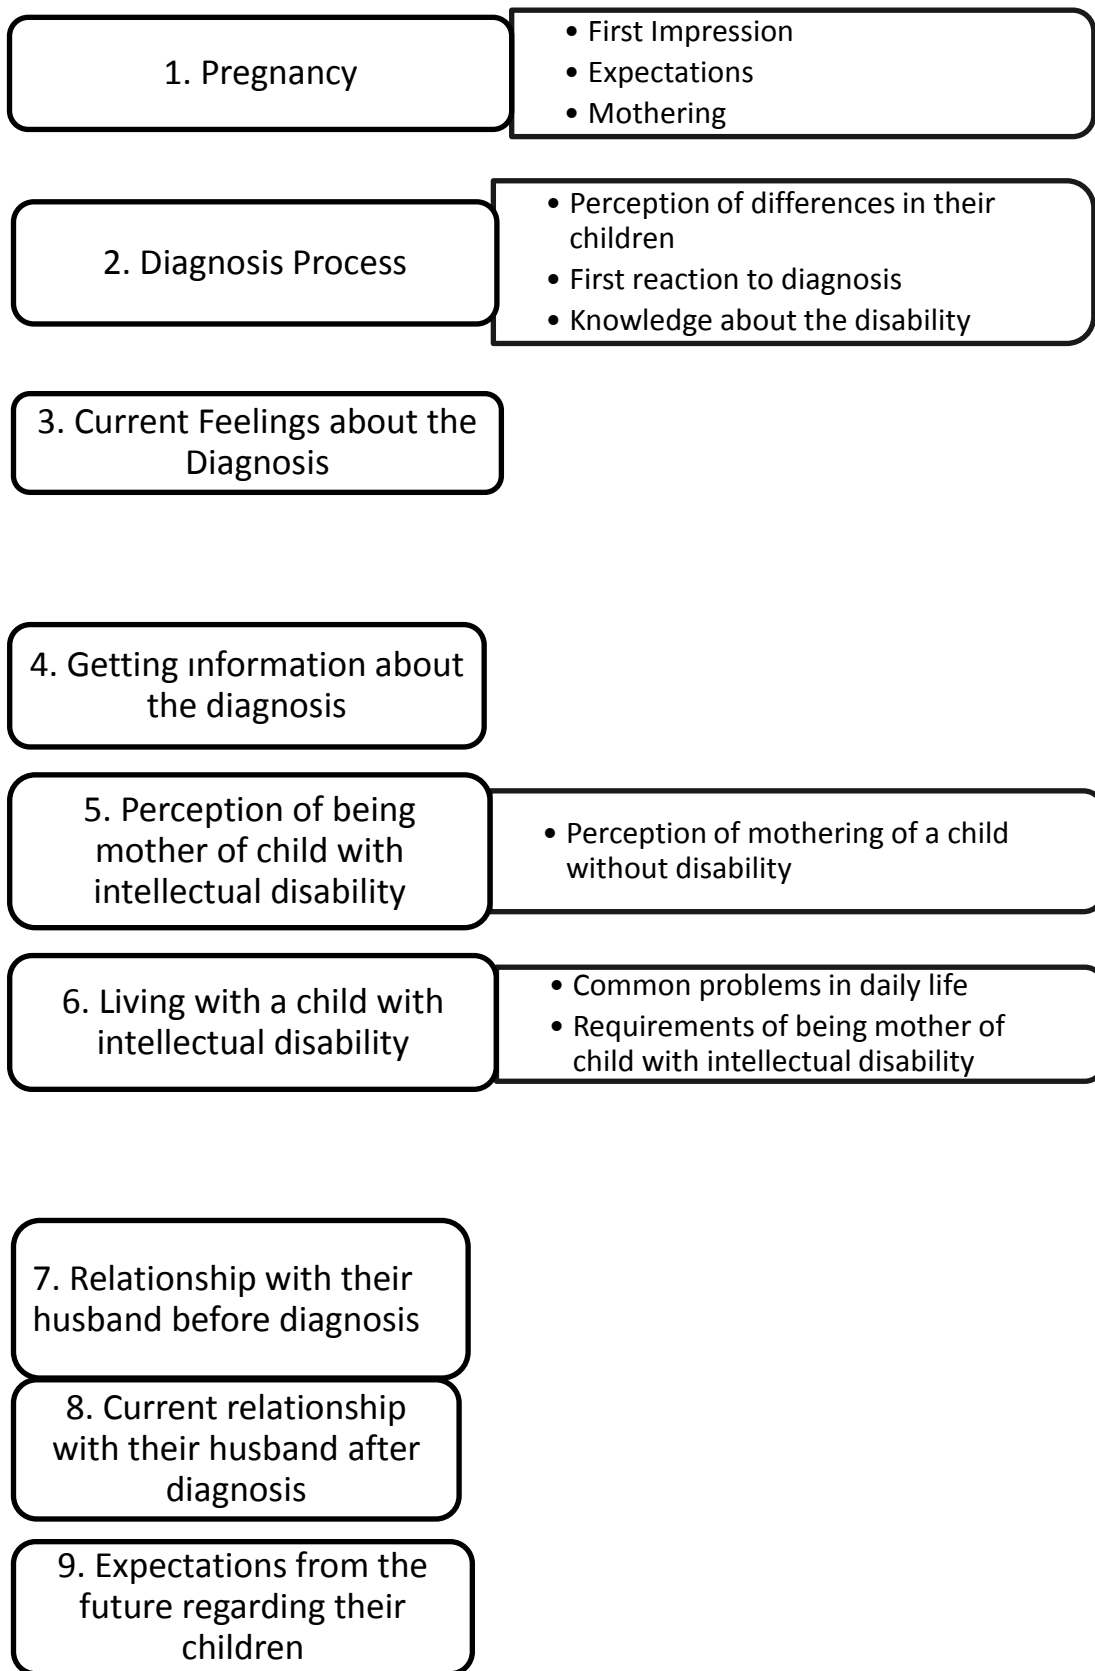 1. Pregnancy
• First Impression
• Expectations
• Mothering
2. Diagnosis Process
• Perception of differences in their
children
• First reaction to diagnosis
• Knowledge about the disability
3. Current Feelings about the
Diagnosis
4. Getting ınformation about
the diagnosis
5. Perception of being
mother of child with
intellectual disability
• Perception of mothering of a child
without disability
6. Living with a child with
intellectual disability
• Common problems in daily life
• Requirements of being mother of
child with intellectual disability
7. Relationship with their
husband before diagnosis
8. Current relationship
with their husband after
diagnosis
9. Expectations from the
future regarding their
children